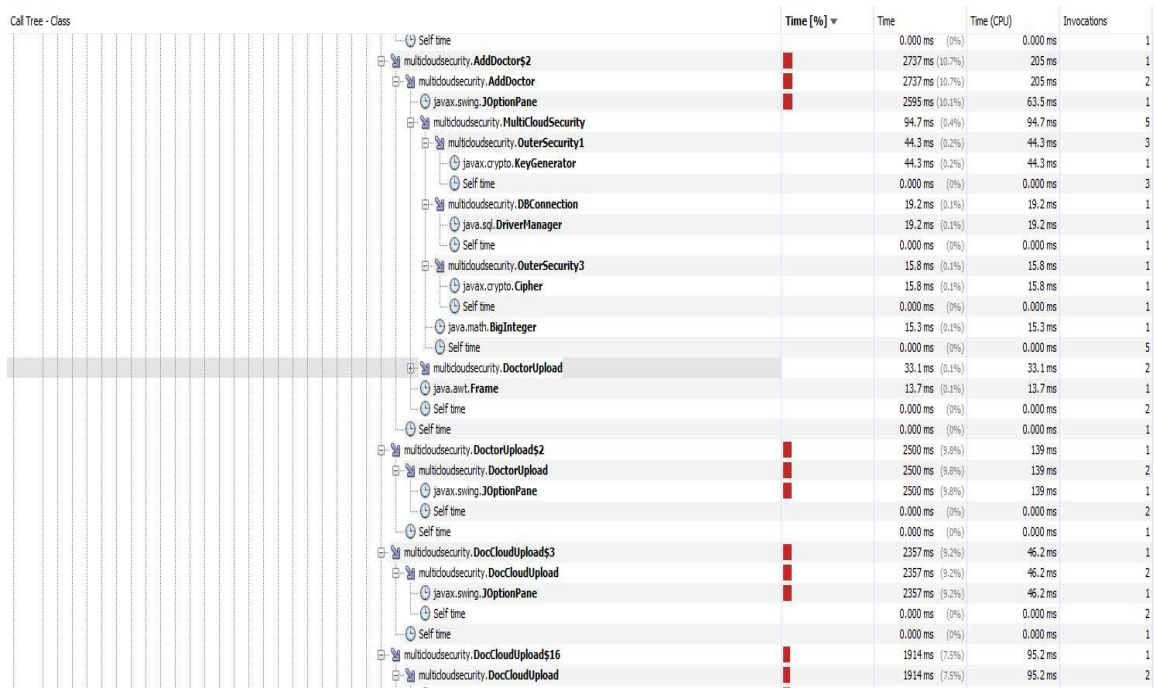 Call Tree - Class Time [%] Time Time (CPU) Invocations
Self time 0.000 ms (0%) 0.000 ms 1
multicloudsecurity.AddDoctor$2 2737 ms (10.7%) 205 ms 1
multicloudsecurity.AddDoctor 2737 ms (10.7%) 205 ms 2
javax.swing.JOptionPane 2595 ms (10.1%) 63.5 ms 1
multicloudsecurity.MultiCloudSecurity 94.7 ms (0.4%) 94.7 ms 5
multicloudsecurity.OuterSecurity1 44.3 ms (0.2%) 44.3 ms 3
javax.crypto.KeyGenerator 44.3 ms (0.2%) 44.3 ms 1
Self time 0.000 ms (0%) 0.000 ms 3
multicloudsecurity.DBConnection 19.2 ms (0.1%) 19.2 ms 1
java.sql.DriverManager 19.2 ms (0.1%) 19.2 ms 1
Self time 0.000 ms (0%) 0.000 ms 1
multicloudsecurity.OuterSecurity3 15.8 ms (0.1%) 15.8 ms 1
javax.crypto.Cipher 15.8 ms (0.1%) 15.8 ms 1
Self time 0.000 ms (0%) 0.000 ms 1
java.math.BigInteger 15.3 ms (0.1%) 15.3 ms 1
Self time 0.000 ms (0%) 0.000 ms 5
multicloudsecurity.DoctorUpload 33.1 ms (0.1%) 33.1 ms 2
java.awt.Frame 13.7 ms (0.1%) 13.7 ms 1
Self time 0.000 ms (0%) 0.000 ms 2
Self time 0.000 ms (0%) 0.000 ms 1
multicloudsecurity.DoctorUpload$2 2500 ms (9.8%) 139 ms 1
multicloudsecurity.DoctorUpload 2500 ms (9.8%) 139 ms 2
javax.swing.JOptionPane 2500 ms (9.8%) 139 ms 1
Self time 0.000 ms (0%) 0.000 ms 2
Self time 0.000 ms (0%) 0.000 ms 1
multicloudsecurity.DocCloudUpload$3 2357 ms (9.2%) 46.2 ms 1
multicloudsecurity.DocCloudUpload 2357 ms (9.2%) 46.2 ms 2
javax.swing.JOptionPane 2357 ms (9.2%) 46.2 ms 1
Self time 0.000 ms (0%) 0.000 ms 2
Self time 0.000 ms (0%) 0.000 ms 1
multicloudsecurity.DocCloudUpload$16 1914 ms (7.5%) 95.2 ms 1
multicloudsecurity.DocCloudUpload 1914 ms (7.5%) 95.2 ms 2